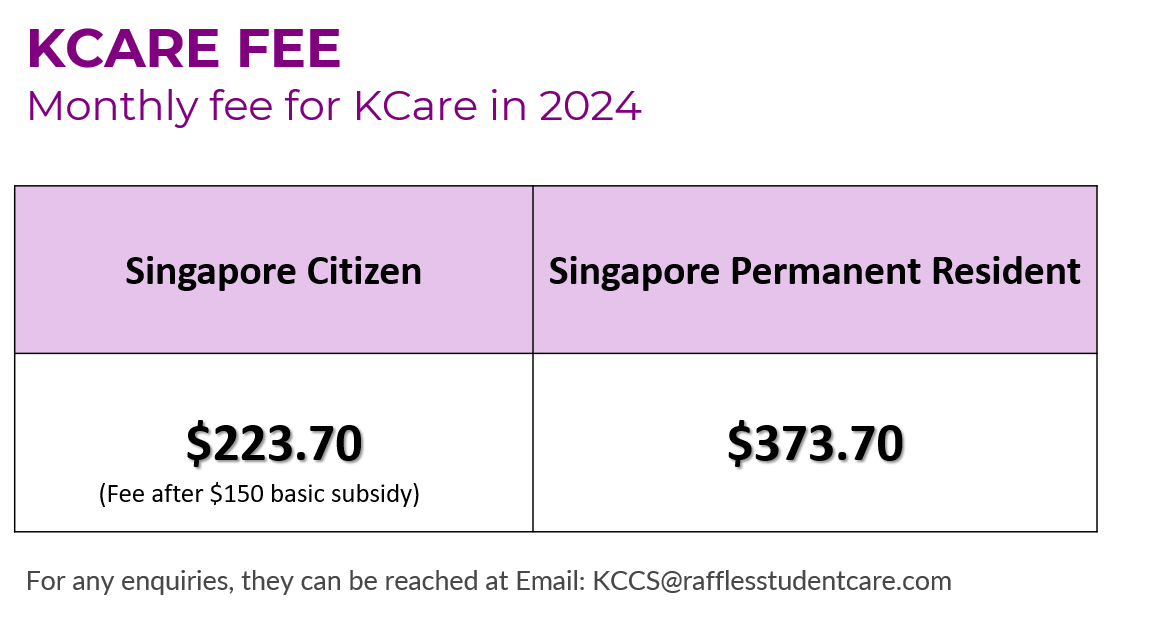 KCARE FEE
Monthly fee for KCare in 2024
Singapore Citizen
Singapore Permanent Resident
$223.70
(Fee after $150 basic subsidy)
$373.70
For any enquiries, they can be reached at Email: KCCS@rafflesstudentcare.com